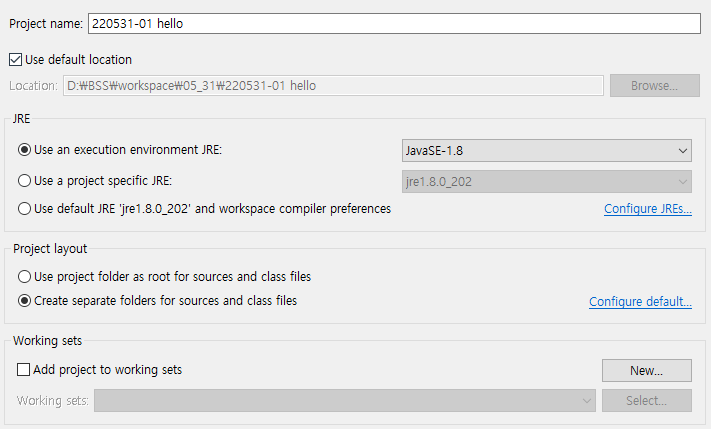 Project name: 220531-01 hello
Use default location
Location: D:₩BSS₩workspace₩05_31₩220531-01 hello Browse...
JRE
Use an execution environment JRE: JavaSE-1.8
Use a project specific JRE: jre1.8.0_202
Use default JRE 'jre1.8.0_202' and workspace compiler preferences Configure JREs...
Project layout
Use project folder as root for sources and class files
Create separate folders for sources and class files Configure default...
Working sets
Add project to working sets New...
Working sets: Select...